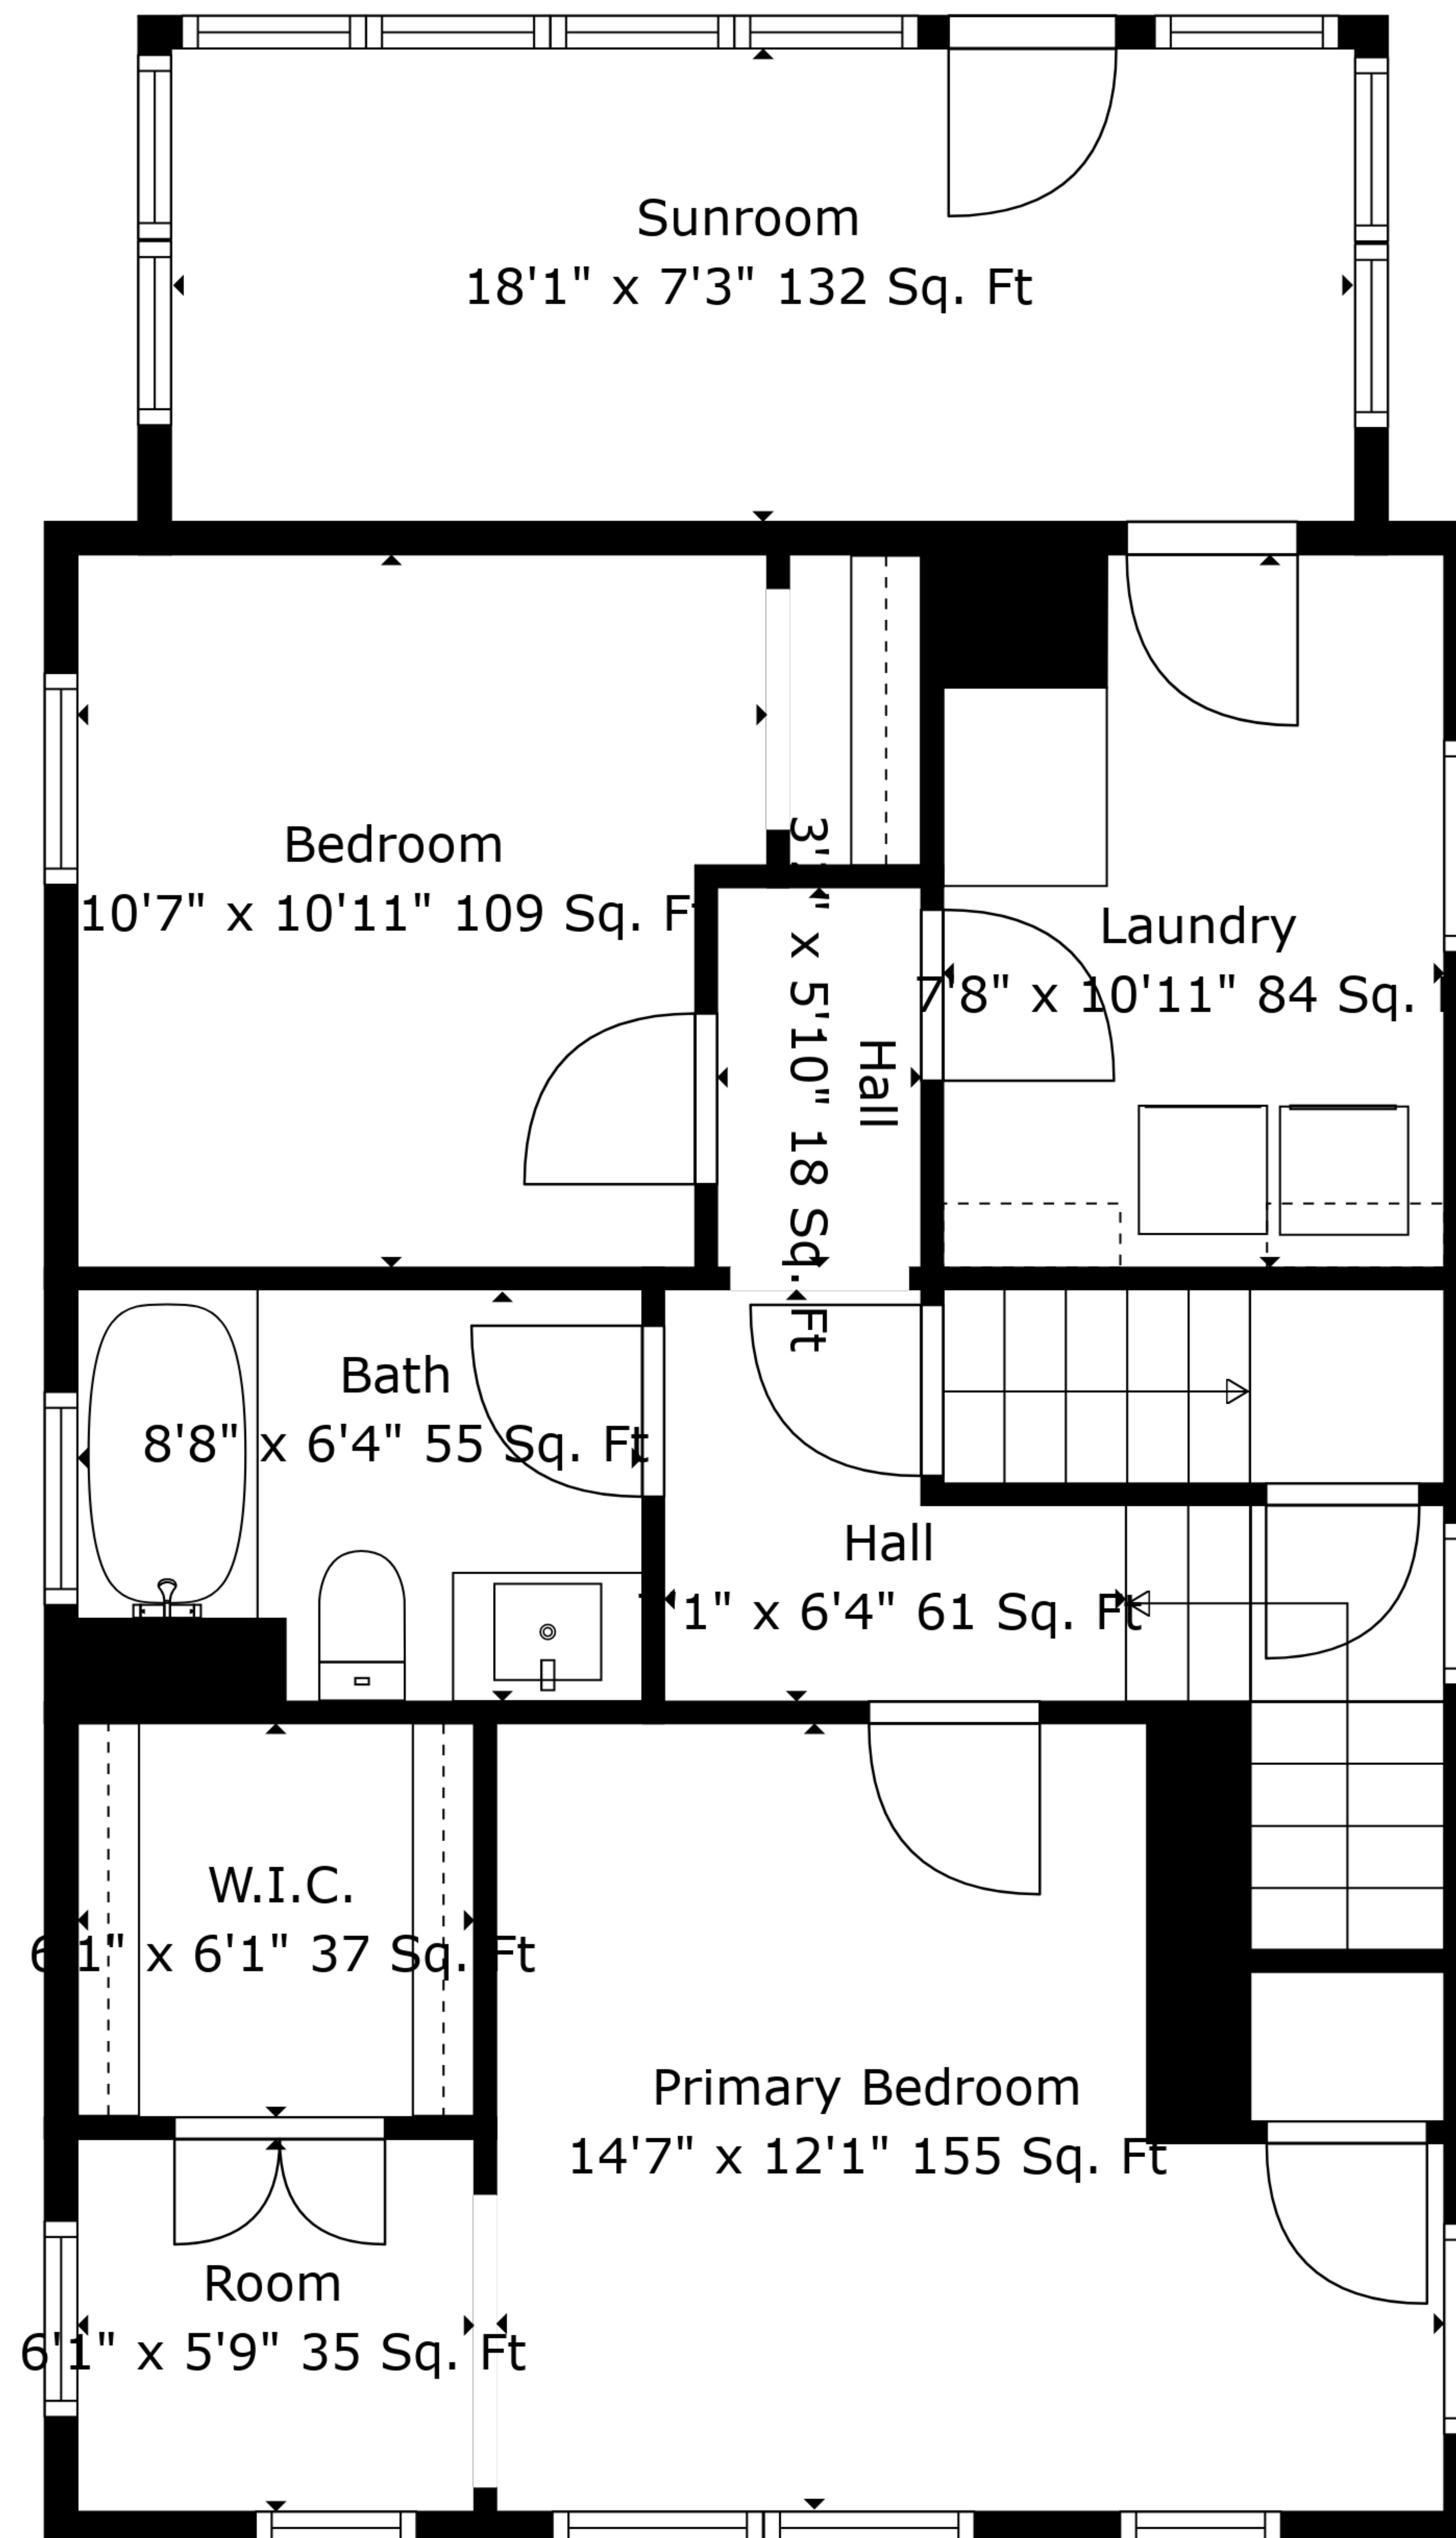 Sunroom
18'1" x 7'3" 132 Sq. Ft
Bedroom
10'7" x 10'11" 109 Sq. Ft
Laundry
7'8" x 10'11" 84 Sq.
Hall
x 5'10" 18 Sq. Ft
Bath
8'8" x 6'4" 55 Sq. Ft
Hall
x 6'4" 61 Sq. Ft
W.I.C.
6'1" x 6'1" 37 Sq. Ft
Primary Bedroom
14'7" x 12'1" 155 Sq. Ft
Room
6'1" x 5'9" 35 Sq. Ft